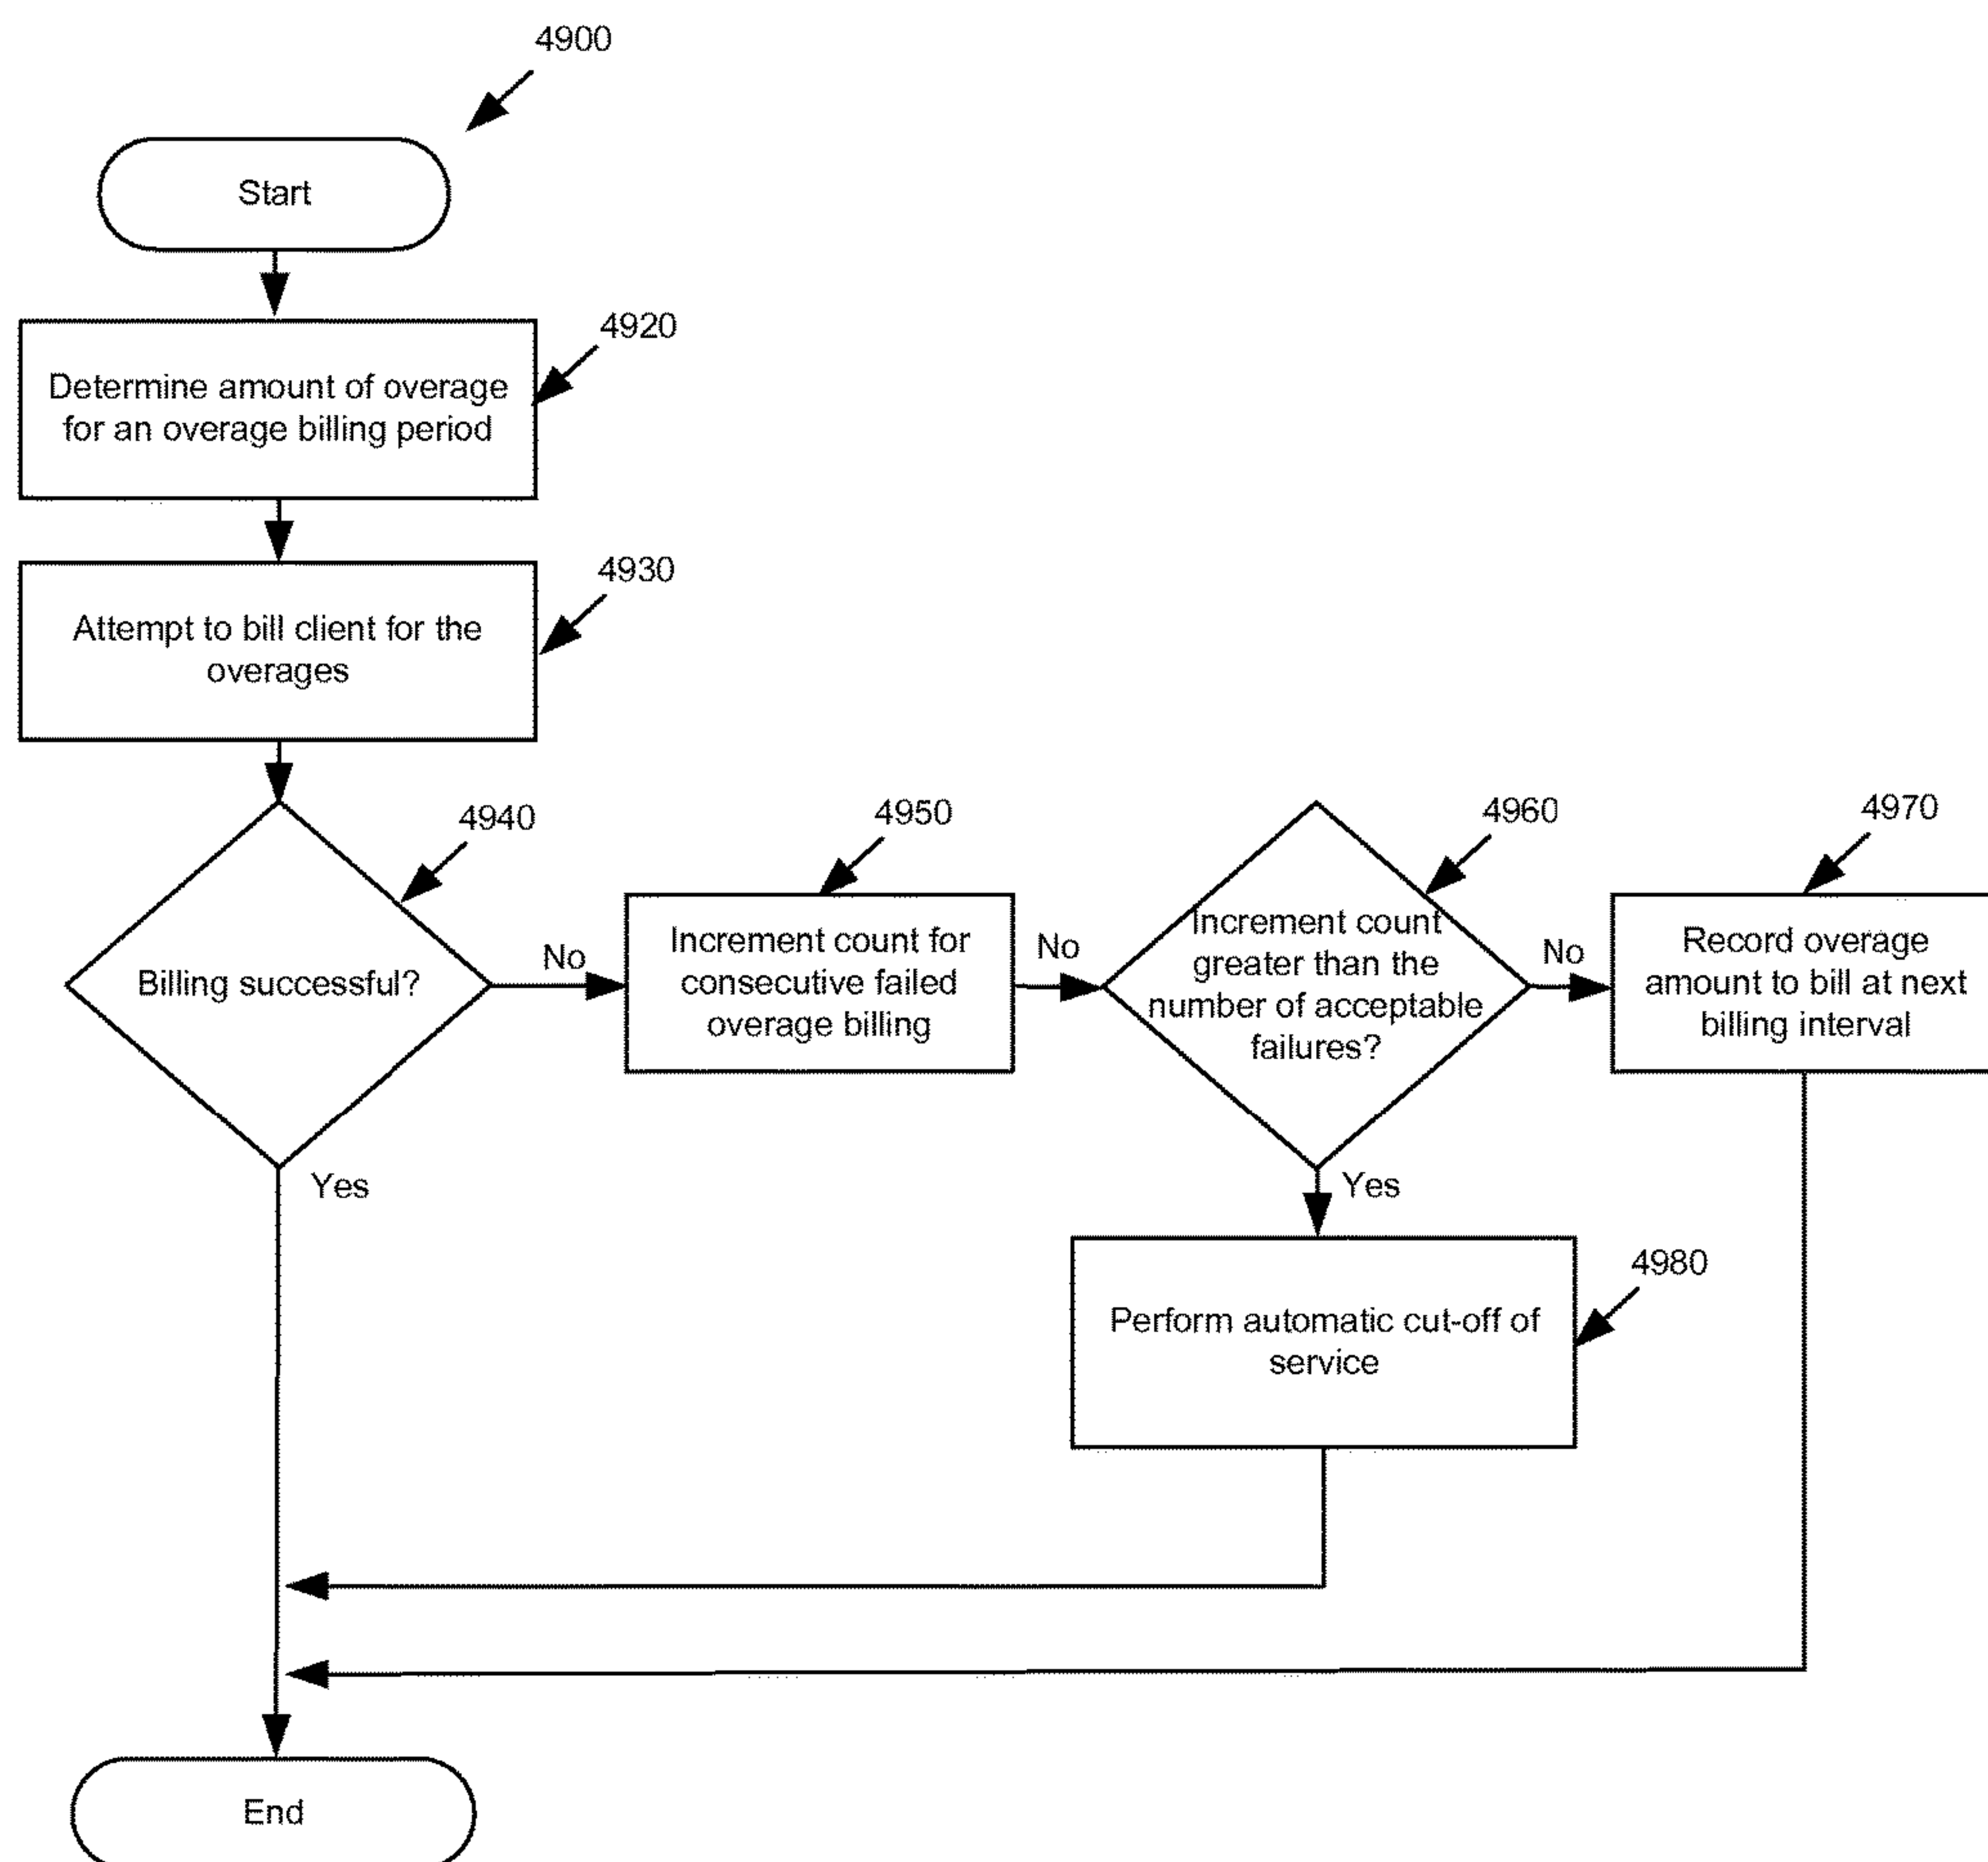 4900
Start
4920
Determine amount of overage
for an overage billing period
4930
Attempt to bill client for the
overages
4940
Billing successful?
No
Yes
4950
Increment count for
consecutive failed
overage billing
No
4960
Increment count
greater than the
number of acceptable
failures?
No
Yes
4970
Record overage
amount to bill at next
billing interval
4980
Perform automatic cut-off of
service
End